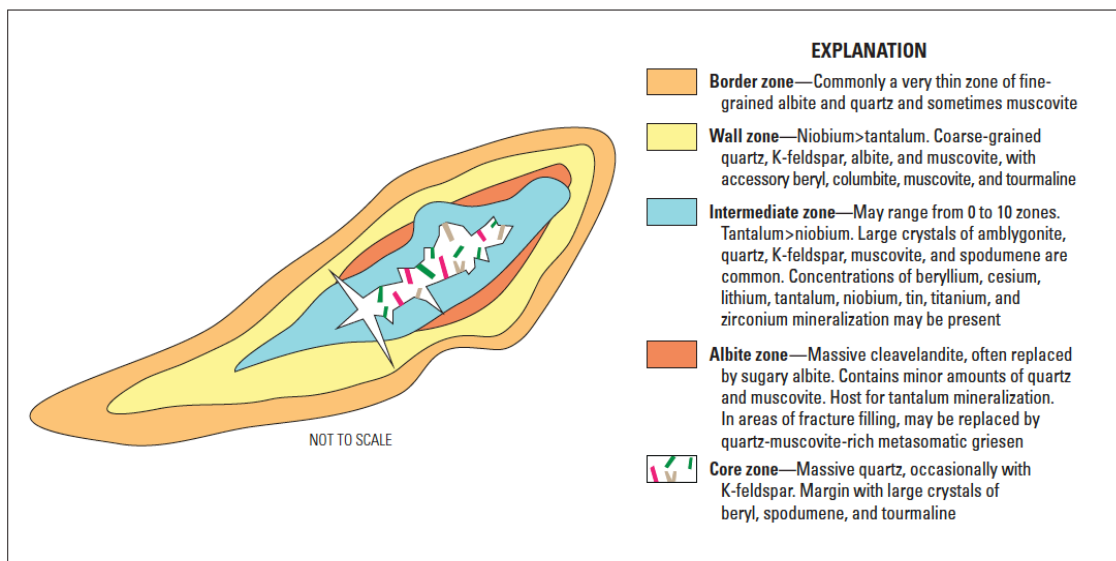 EXPLANATION
Border zone—Commonly a very thin zone of fine-
grained albite and quartz and sometimes muscovite
Wall zone—Niobium>tantalum. Coarse-grained
quartz, K-feldspar, albite, and muscovite, with
accessory beryl, columbite, muscovite, and tourmaline
Intermediate zone—May range from 0 to 10 zones.
Tantalum>niobium. Large crystals of amblygonite,
quartz, K-feldspar, muscovite, and spodumene are
common. Concentrations of beryllium, cesium,
lithium, tantalum, niobium, tin, titanium, and
zirconium mineralization may be present
Albite zone—Massive cleavelandite, often replaced
by sugary albite. Contains minor amounts of quartz
and muscovite. Host for tantalum mineralization.
In areas of fracture filling, may be replaced by
quartz-muscovite-rich metasomatic griesen
Core zone—Massive quartz, occasionally with
K-feldspar. Margin with large crystals of
beryl, spodumene, and tourmaline
NOT TO SCALE